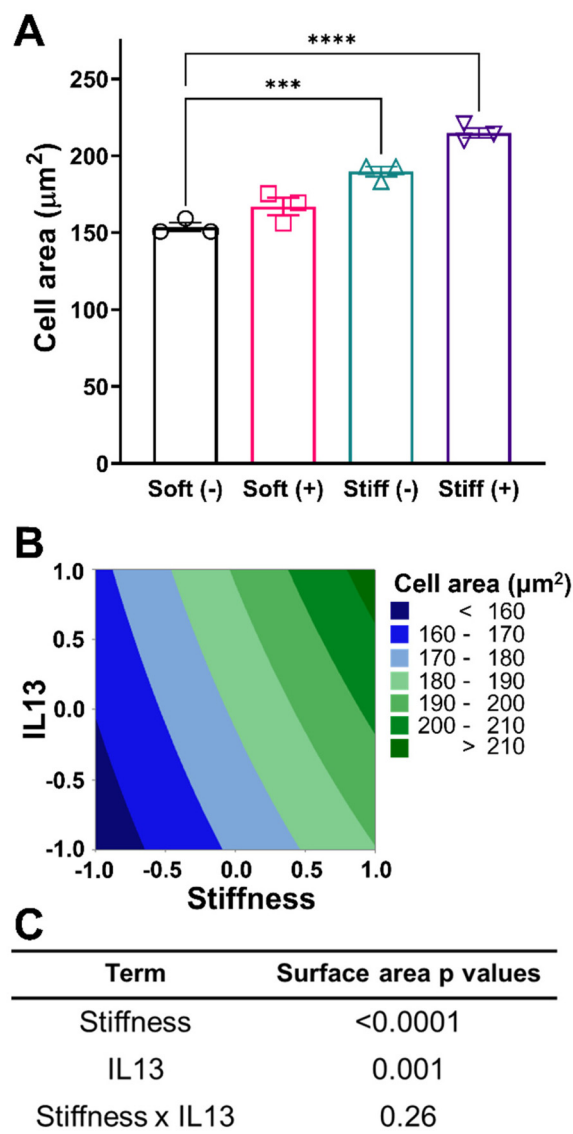 A
****
***
250
200
150
100
50
0
Cell area (μm²)
Soft (-) Soft (+) Stiff (-) Stiff (+)
B
1.0
0.5
0.0
-0.5
-1.0
IL13
-1.0 -0.5 0.0 0.5 1.0
Stiffness
Cell area (μm²)
< 160
160 - 170
170 - 180
180 - 190
190 - 200
200 - 210
> 210
C
Term Surface area p values
Stiffness <0.0001
IL13 0.001
Stiffness x IL13 0.26